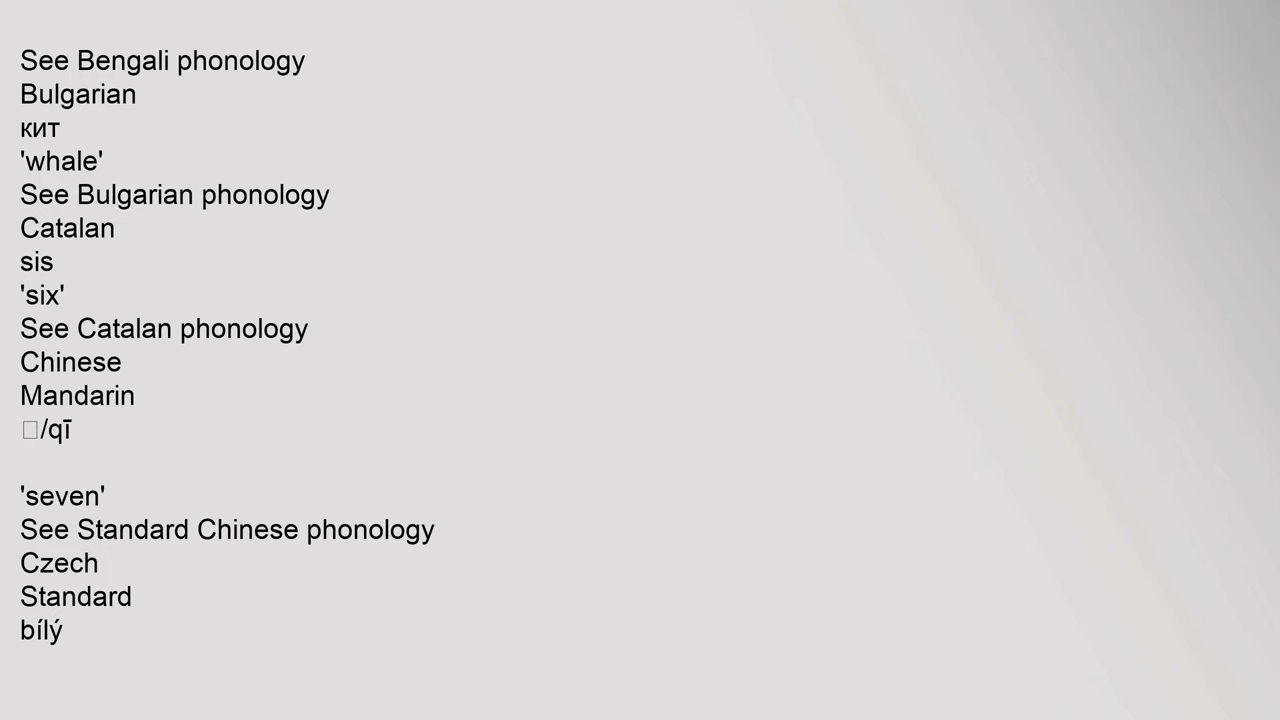 See Bengali phonology
Bulgarian
кит
'whale'
See Bulgarian phonology
Catalan
sis
'six'
See Catalan phonology
Chinese
Mandarin
□/qī
'seven'
See Standard Chinese phonology
Czech
Standard
bílý